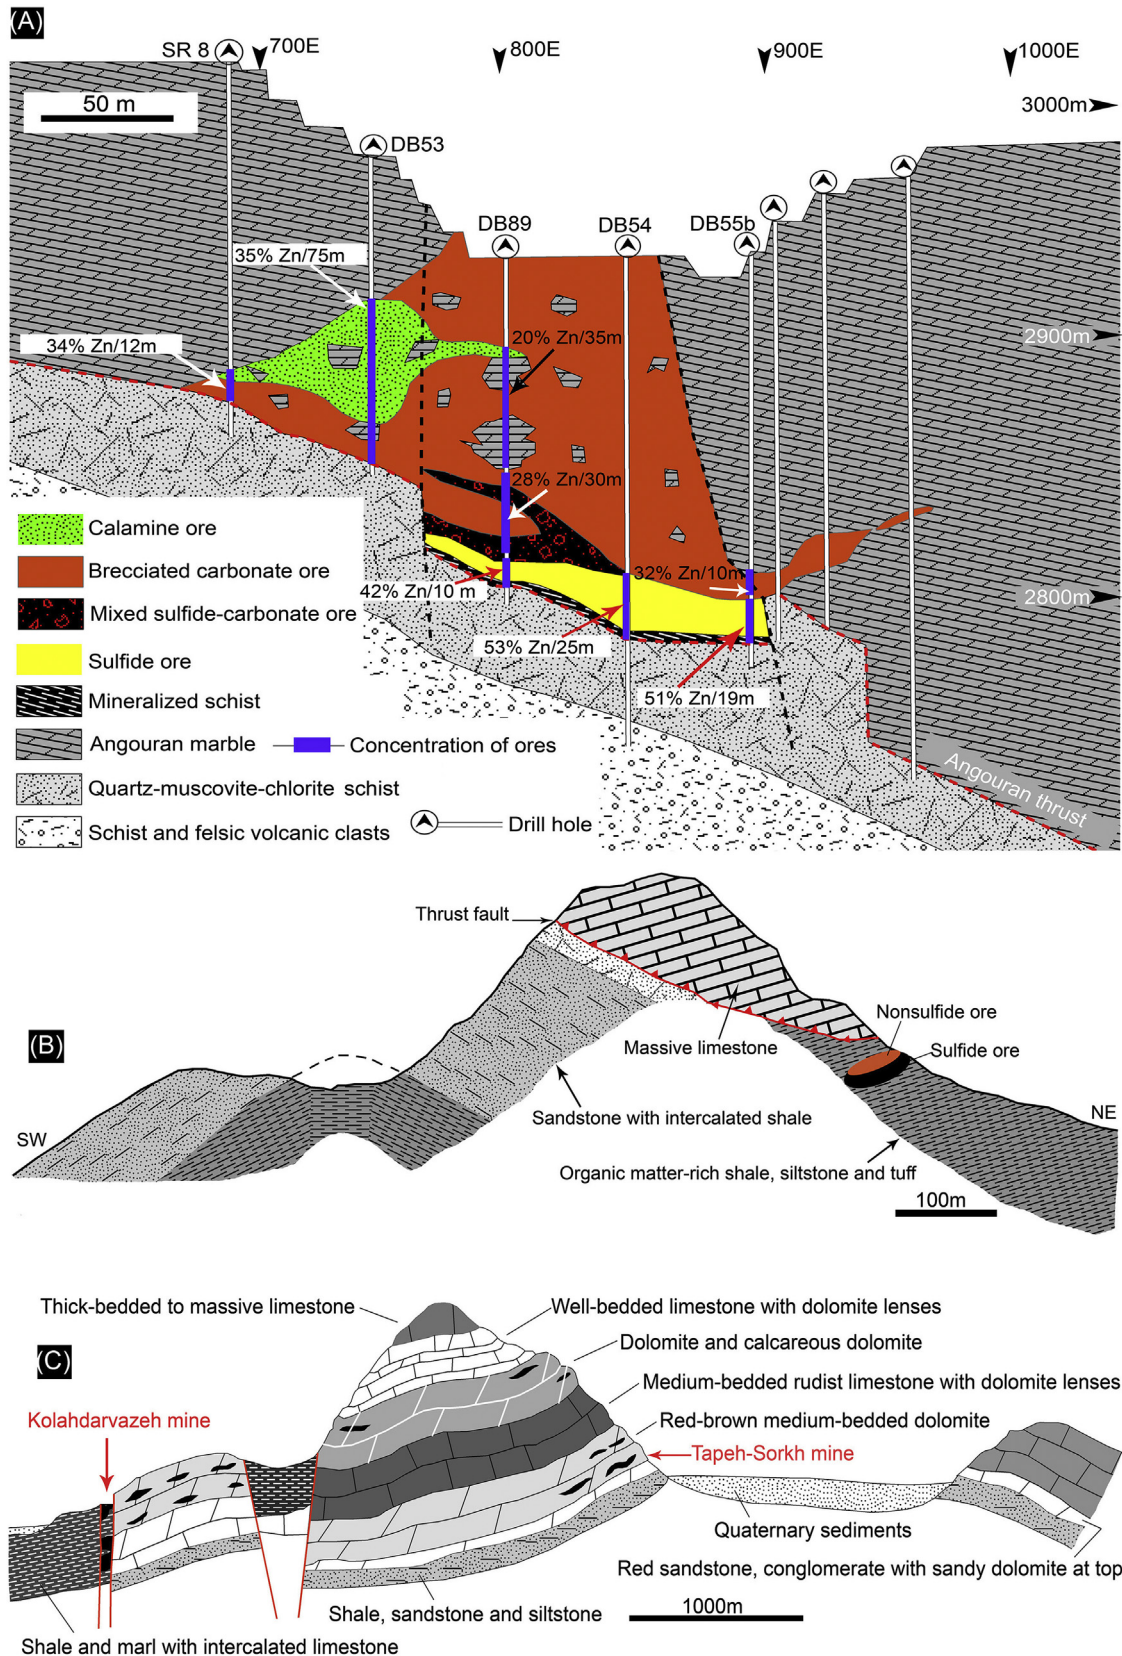 (A)
SR 8
700E
800E
900E
1000E
50 m
3000m
DB53
DB89
DB54
DB55b
35% Zn/75m
34% Zn/12m
20% Zn/35m
2900m
28% Zn/30m
42% Zn/10 m
32% Zn/10m
2800m
53% Zn/25m
51% Zn/19m
Calamine ore
Brecciated carbonate ore
Mixed sulfide-carbonate ore
Sulfide ore
Mineralized schist
Angouran marble
Concentration of ores
Quartz-muscovite-chlorite schist
Schist and felsic volcanic clasts
Drill hole
Angouran thrust
(B)
Thrust fault
Massive limestone
Nonsulfide ore
Sulfide ore
Sandstone with intercalated shale
SW
NE
Organic matter-rich shale, siltstone and tuff
100m
(C)
Thick-bedded to massive limestone
Well-bedded limestone with dolomite lenses
Dolomite and calcareous dolomite
Medium-bedded rudist limestone with dolomite lenses
Kolahdarvazeh mine
Red-brown medium-bedded dolomite
Tapeh-Sorkh mine
Quaternary sediments
Red sandstone, conglomerate with sandy dolomite at top
Shale, sandstone and siltstone
1000m
Shale and marl with intercalated limestone